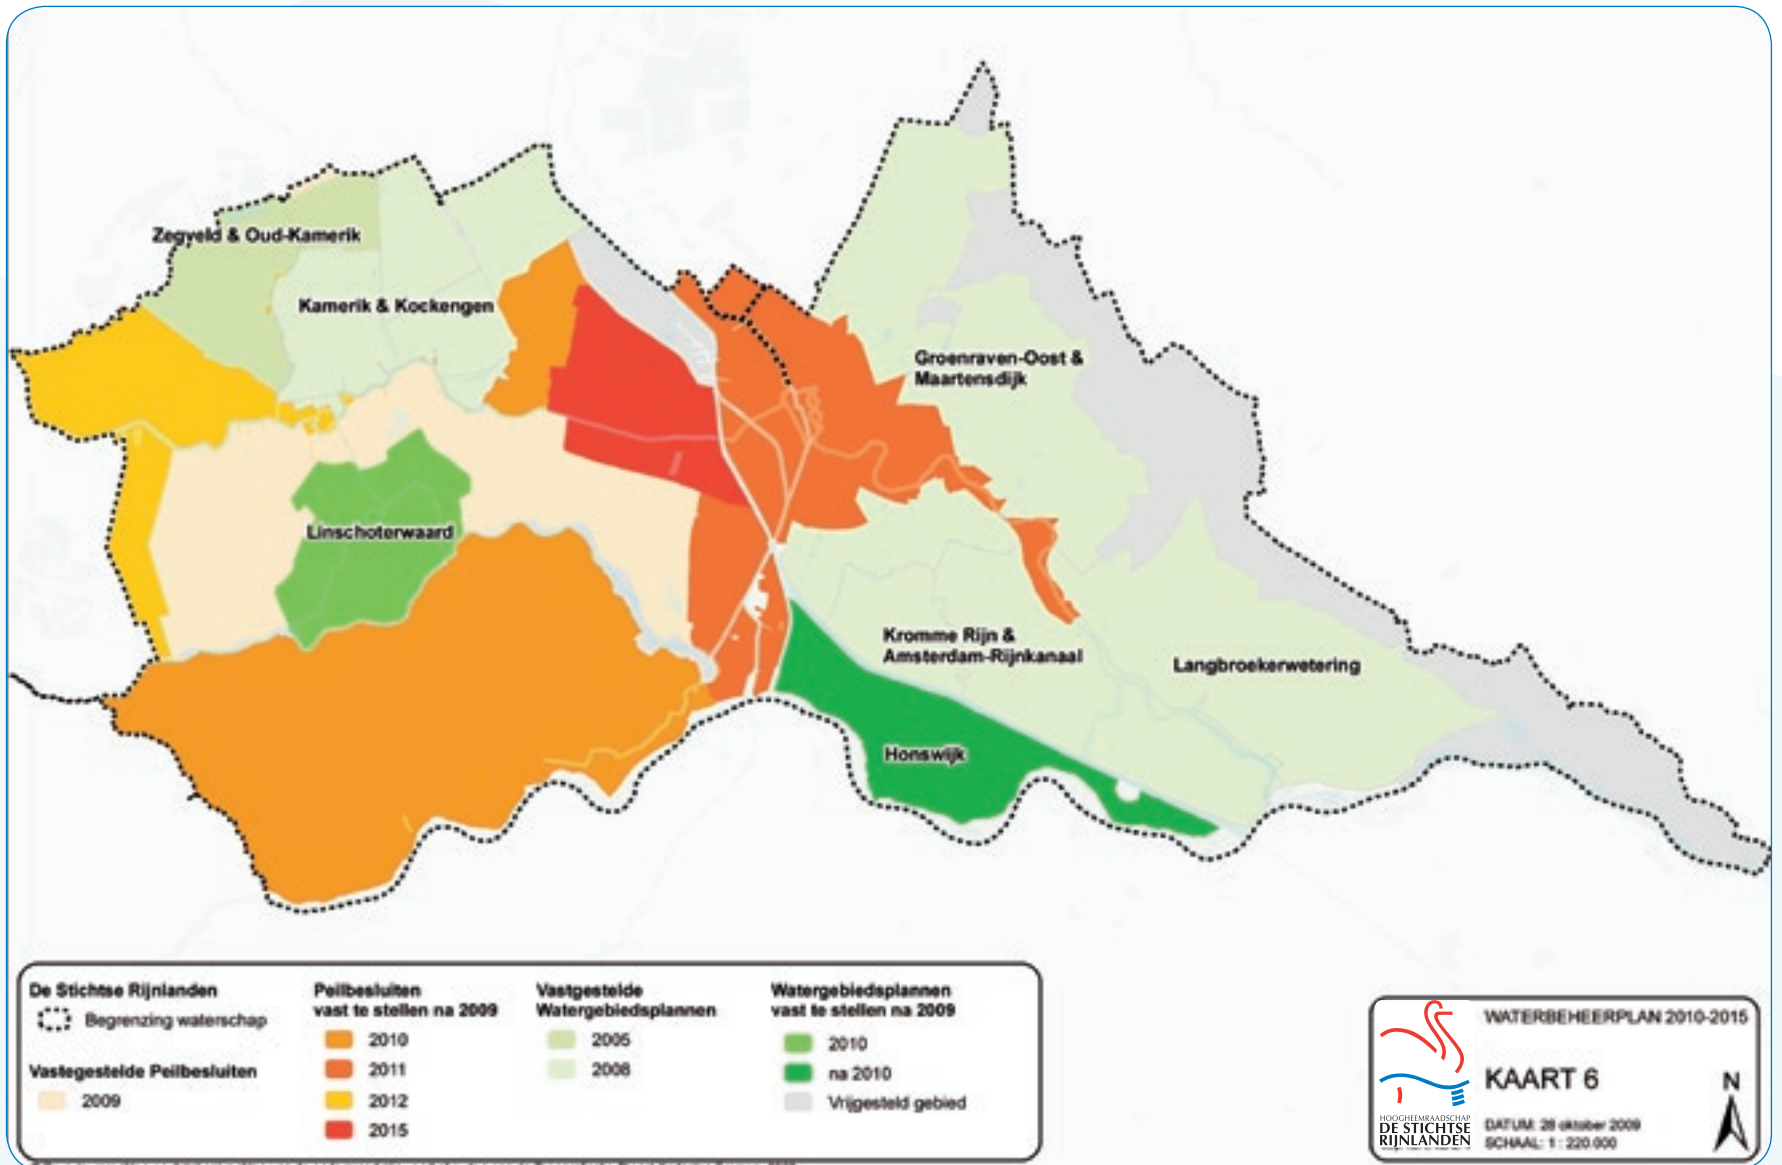 Zegveld & Oud-Kamerik
Kamerik & Kockengen
Groenraven-Oost &
Maartensdijk
Linschoterwaard
Kromme Rijn &
Amsterdam-Rijnkanaal
Langbroekerwetering
Honswijk
De Stichtse Rijnlanden
Begrenzing waterschap
Vastegestelde Peilbesluiten
2009
Peilbesluiten
vast te stellen na 2009
2010
2011
2012
2015
Vastgestelde
Watergebiedsplannen
2005
2008
Watergebiedsplannen
vast te stellen na 2009
2010
na 2010
Vrijgesteld gebied
WATERBEHEERPLAN 2010-2015
KAART 6
N
DATUM: 28 oktober 2009
SCHAAL: 1 : 220.000
HOOGHEEMRAADSCHAP
DE STICHTSE
RIJNLANDEN